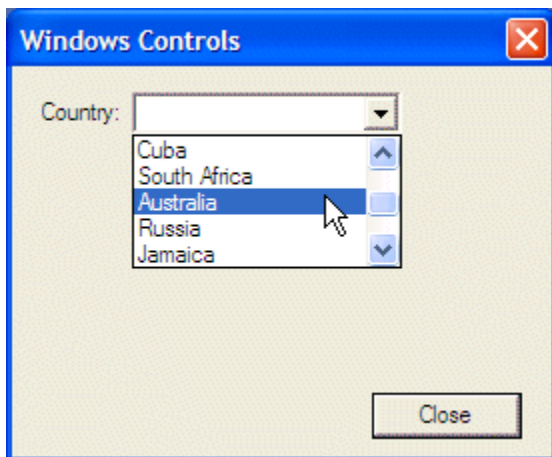 Windows Controls
Country:
Cuba
South Africa
Australia
Russia
Jamaica
Close